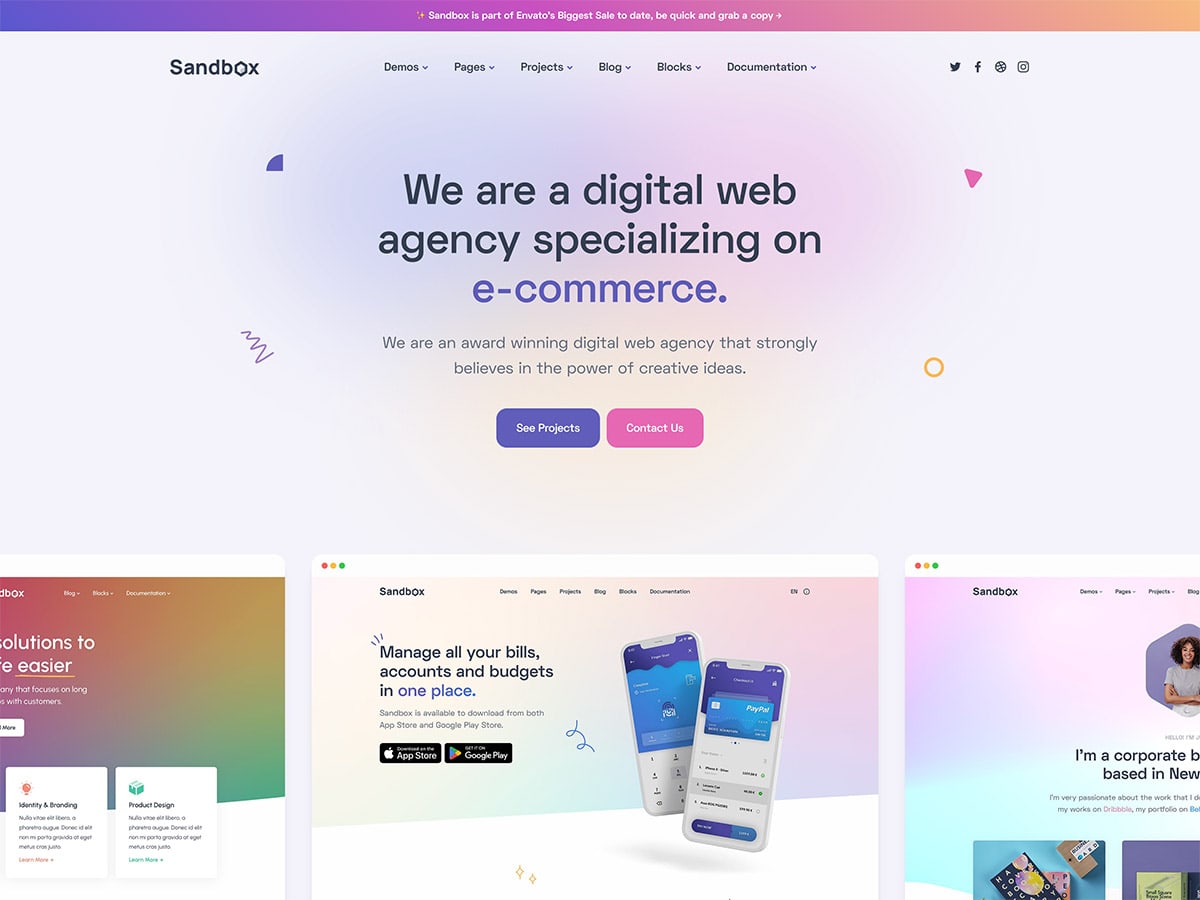 ✨ Sandbox is part of Envato's Biggest Sale to date, be quick and grab a copy →
Sandbox
Demos
Pages
Projects
Blog
Blocks
Documentation
We are a digital web
agency specializing on
e-commerce.
We are an award winning digital web agency that strongly
believes in the power of creative ideas.
See Projects
Contact Us
dbox
Blog
Blocks
Documentation
solutions to
fe easier
any that focuses on long
ps with customers.
More
Identity & Branding
Nulla vitae elit libero, a
pharetra augue. Donec id elit
non mi porta gravida at eget
metus cras justo.
Learn More →
Product Design
Nulla vitae elit libero, a
pharetra augue. Donec id elit
non mi porta gravida at eget
metus cras justo.
Learn More →
Sandbox
Demos
Pages
Projects
Blog
Blocks
Documentation
EN
Manage all your bills,
accounts and budgets
in one place.
Sandbox is available to download from both
App Store and Google Play Store.
Download on the
App Store
GET IT ON
Google Play
PayPal
Sandbox
Demos
Pages
Projects
Blog
HELLO! I'M J
I'm a corporate b
based in New
I'm very passionate about the work that I d
my works on Dribbble, my portfolio on Be